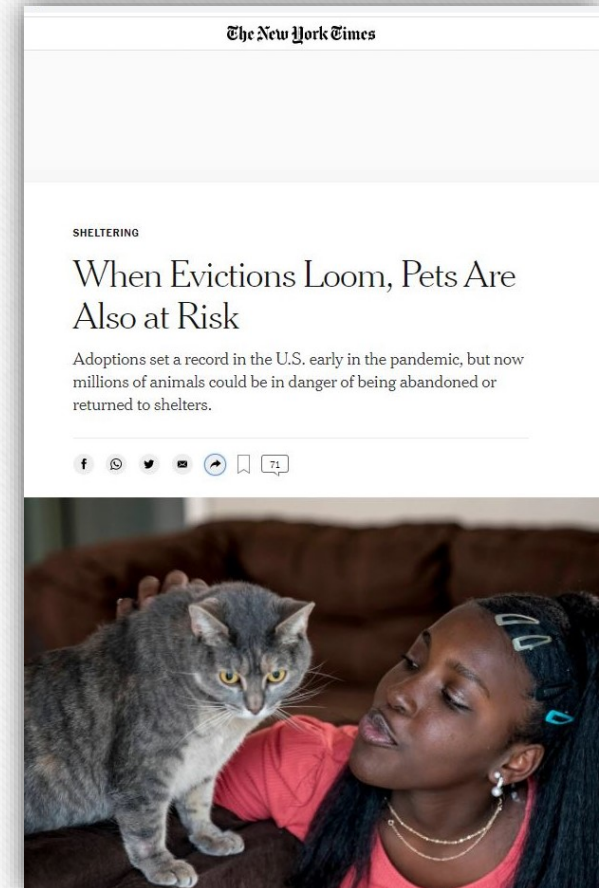 The New York Times
SHELTERING
When Evictions Loom, Pets Are
Also at Risk
Adoptions set a record in the U.S. early in the pandemic, but now
millions of animals could be in danger of being abandoned or
returned to shelters.
71